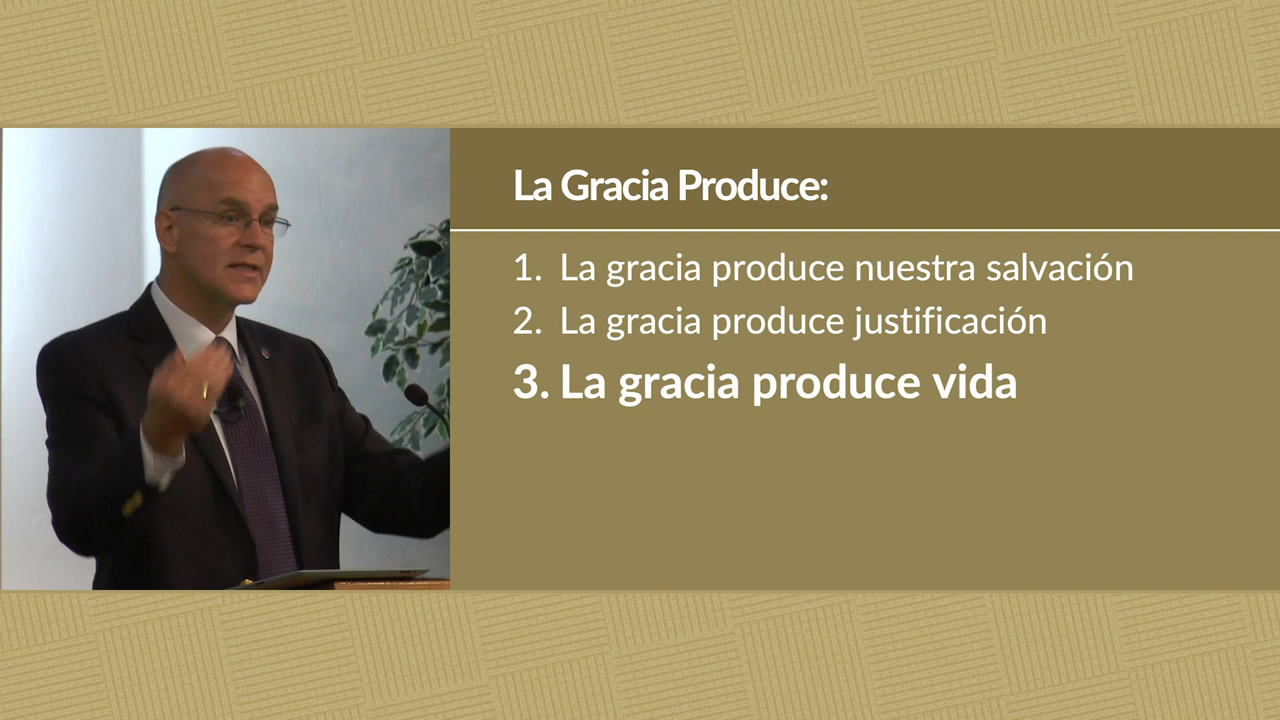 La Gracia Produce:
1. La gracia produce nuestra salvación
2. La gracia produce justificación
3. La gracia produce vida